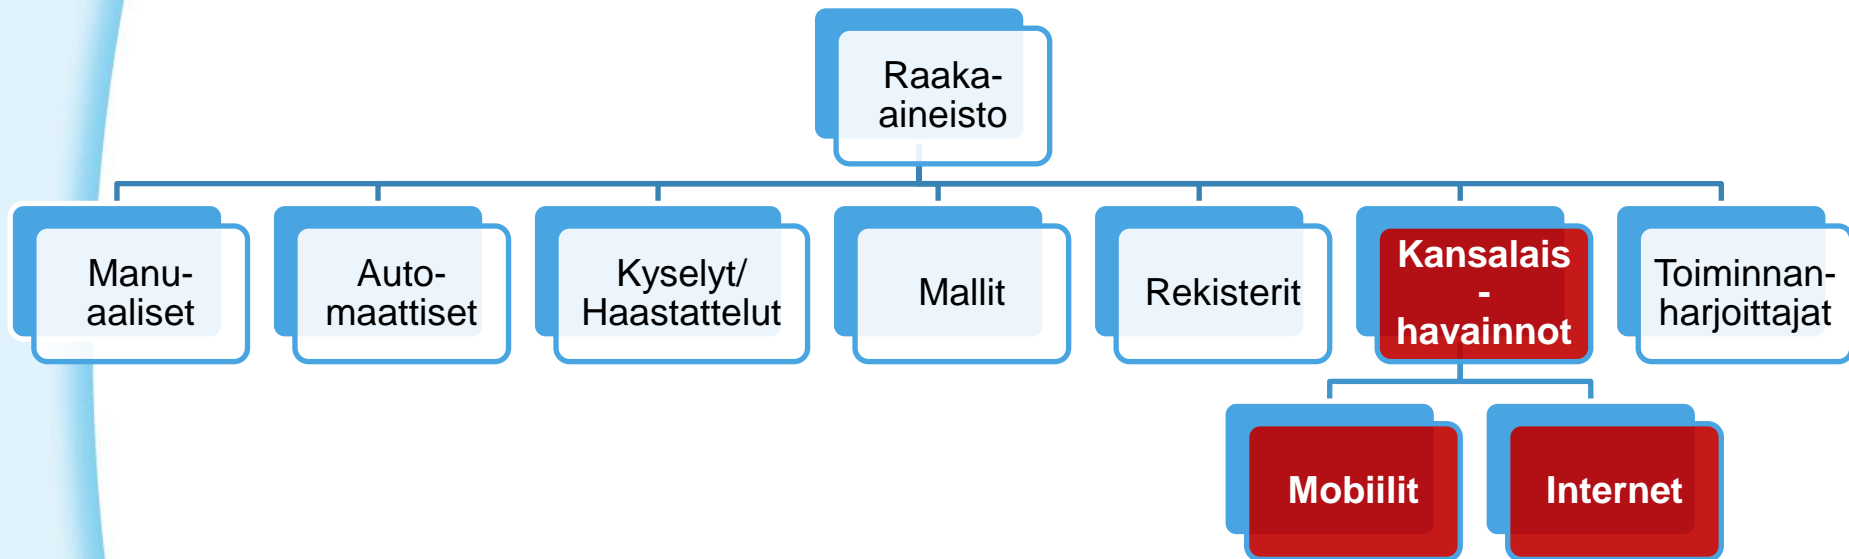 Raaka-
aineisto
Manu-
aaliset
Auto-
maattiset
Kyselyt/
Haastattelut
Mallit
Rekisterit
Kansalais
-
havainnot
Toiminnan-
harjoittajat
Mobiilit
Internet